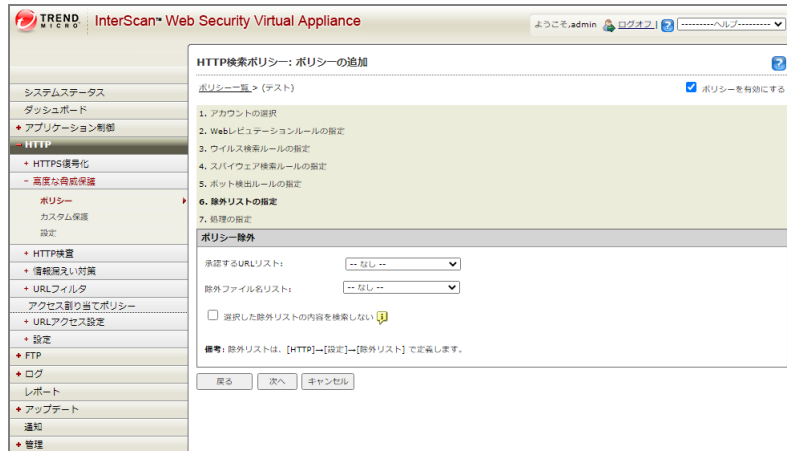 TREND MICRO InterScan™ Web Security Virtual Appliance
ようこそ,admin ログオフ | ? ---------ヘルプ---------
HTTP検索ポリシー: ポリシーの追加
ポリシー一覧 > (テスト)
ポリシーを有効にする
システムステータス
ダッシュボード
+ アプリケーション制御
- HTTP
+ HTTPS復号化
- 高度な脅威保護
ポリシー
カスタム保護
設定
+ HTTP検査
+ 情報漏えい対策
+ URLフィルタ
アクセス割り当てポリシー
+ URLアクセス設定
+ 設定
+ FTP
+ ログ
レポート
+ アップデート
通知
+ 管理
1. アカウントの選択
2. Webレピュテーションルールの指定
3. ウイルス検索ルールの指定
4. スパイウェア検索ルールの指定
5. ボット検出ルールの指定
6. 除外リストの指定
7. 処理の指定
ポリシー除外
承認するURLリスト: -- なし --
除外ファイル名リスト: -- なし --
選択した除外リストの内容を検索しない
備考: 除外リストは、[HTTP]→[設定]→[除外リスト] で定義します。
戻る 次へ キャンセル